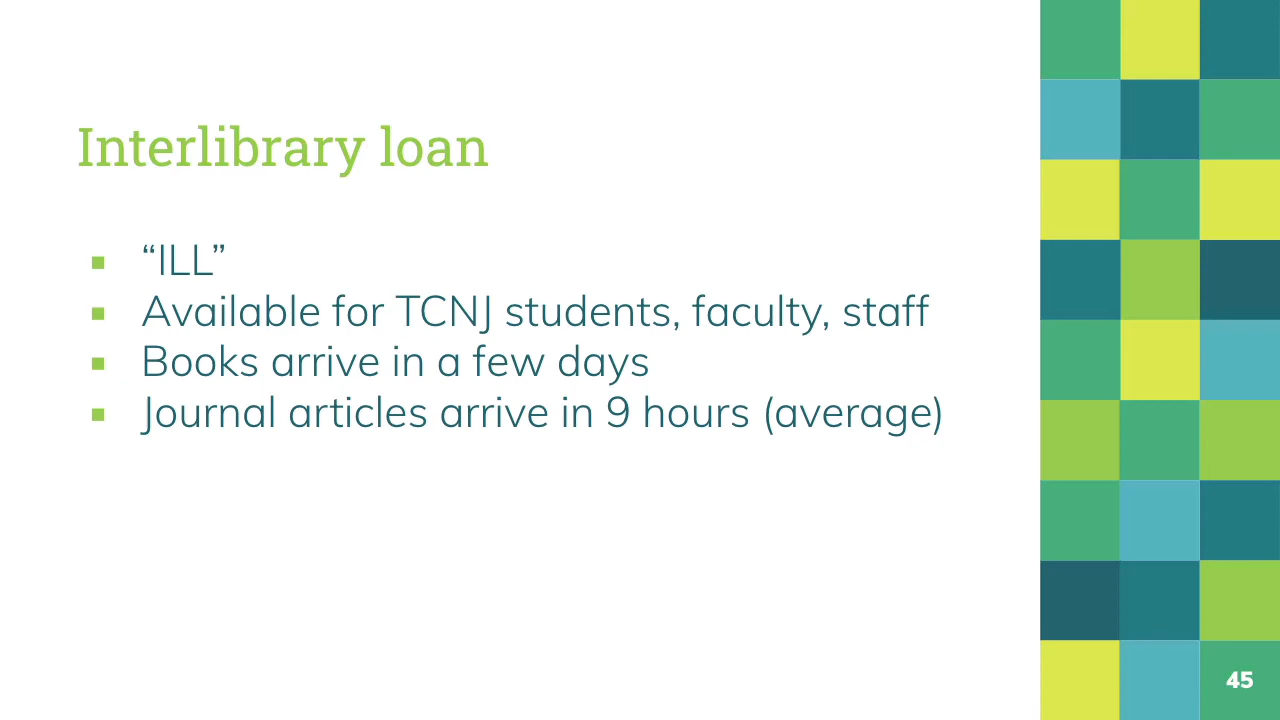 Interlibrary loan
▪ “ILL”
▪ Available for TCNJ students, faculty, staff
▪ Books arrive in a few days
▪ Journal articles arrive in 9 hours (average)
45